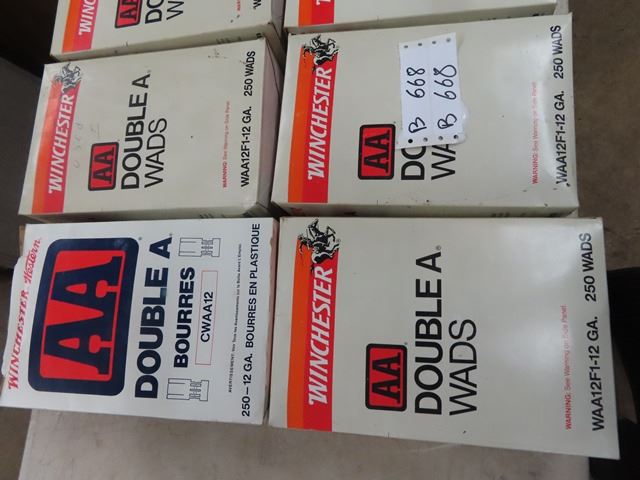 WINCHESTER
AA
DOUBLE A
WADS
WARNING: See Warning on Side Panel
WAA12F1-12 GA. 250 WADS
WINCHESTER
AA
WARNING: See Warning on Side Panel
WAA12F1-12 GA. 250 WADS
B 668
B 668
WINCHESTER Western
AA
DOUBLE A
BOURRES
CWAA12
250-12 GA. BOURRES EN PLASTIQUE
WINCHESTER
AA
DOUBLE A
WADS
WARNING: See Warning on Side Panel
WAA12F1-12 GA. 250 WADS